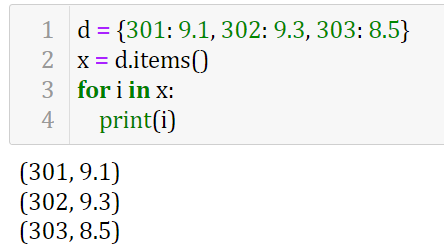 1 d = {301: 9.1, 302: 9.3, 303: 8.5}
2 x = d.items()
3 for i in x:
4     print(i)
(301, 9.1)
(302, 9.3)
(303, 8.5)